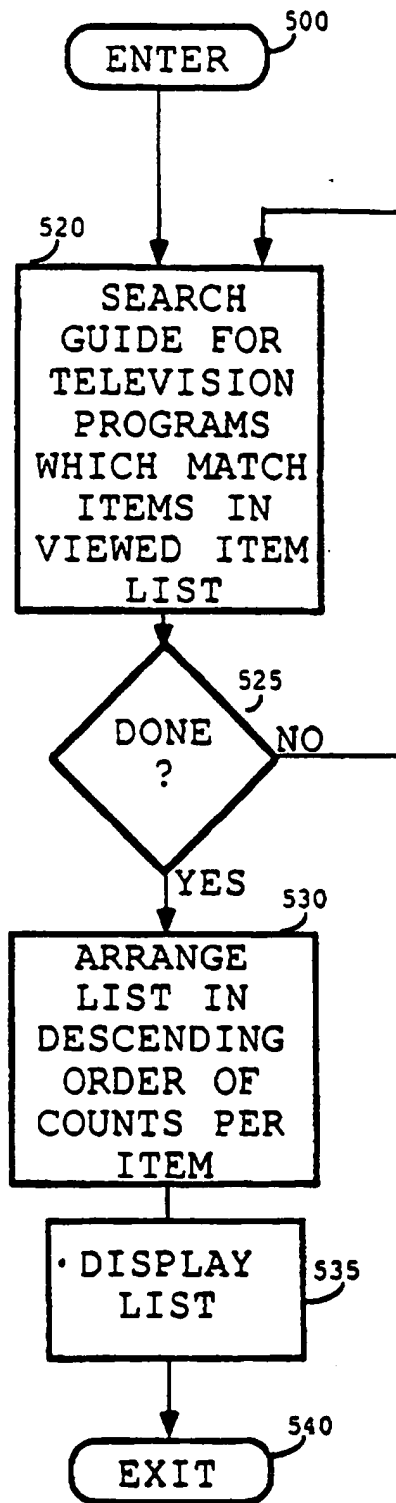 500
ENTER
520
SEARCH
GUIDE FOR
TELEVISION
PROGRAMS
WHICH MATCH
ITEMS IN
VIEWED ITEM
LIST
525
DONE
?
NO
YES
530
ARRANGE
LIST IN
DESCENDING
ORDER OF
COUNTS PER
ITEM
DISPLAY
LIST
535
540
EXIT